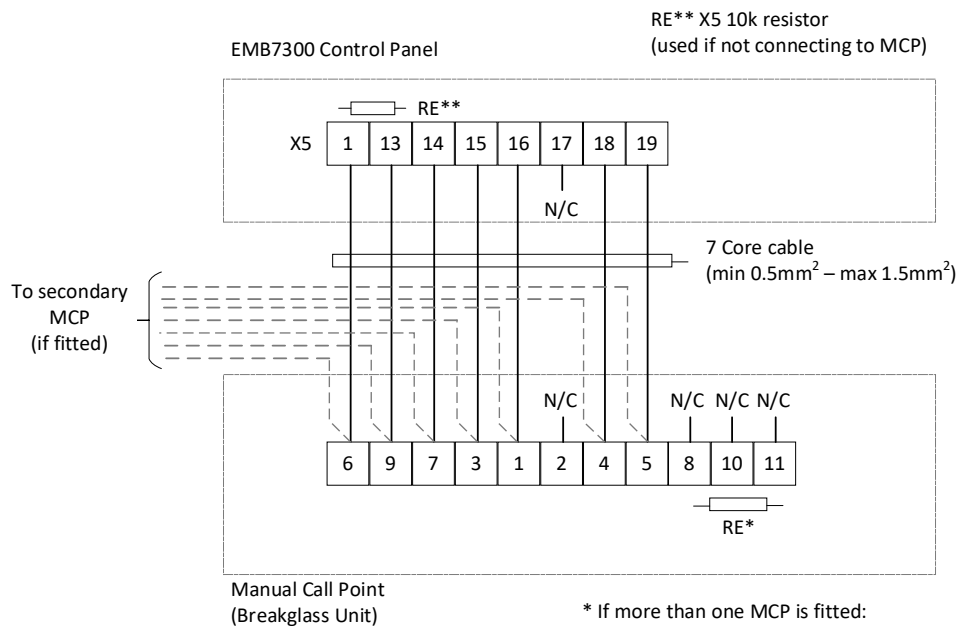 RE** X5 10k resistor
(used if not connecting to MCP)
EMB7300 Control Panel
RE**
X5 1 13 14 15 16 17 18 19
N/C
7 Core cable
(min 0.5mm² – max 1.5mm²)
To secondary
MCP
(if fitted)
N/C N/C N/C N/C
6 9 7 3 1 2 4 5 8 10 11
RE*
Manual Call Point
(Breakglass Unit)
* If more than one MCP is fitted: